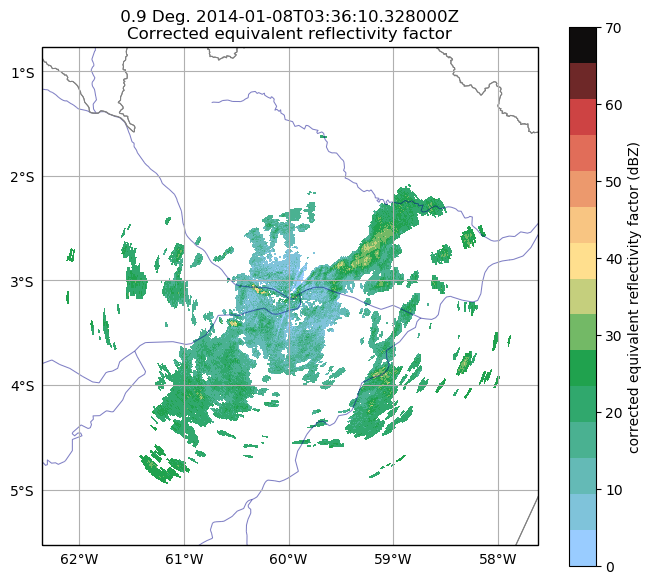 0.9 Deg. 2014-01-08T03:36:10.328000Z
Corrected equivalent reflectivity factor
1°S
2°S
3°S
4°S
5°S
62°W 61°W 60°W 59°W 58°W
70
60
50
40
30
20
10
0
corrected equivalent reflectivity factor (dBZ)